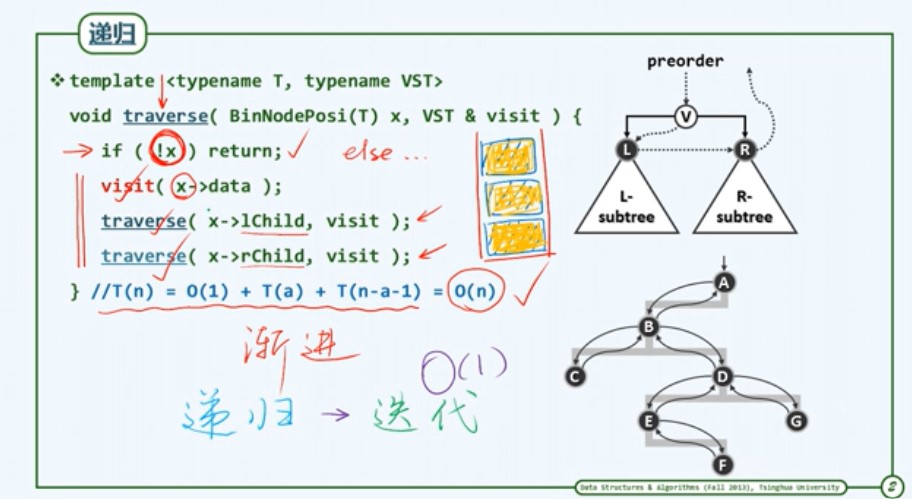 递归
❖ template <typename T, typename VST>
void traverse( BinNodePosi(T) x, VST & visit ) {
if ( !x ) return; else ...
visit( x->data );
traverse( x->lChild, visit );
traverse( x->rChild, visit );
} //T(n) = O(1) + T(a) + T(n-a-1) = O(n)
渐进
O(1)
递归 → 迭代
preorder
V
L R
L-subtree
R-subtree
A
B
C D
E G
F
Data Structures & Algorithms (Fall 2013), Tsinghua University
2